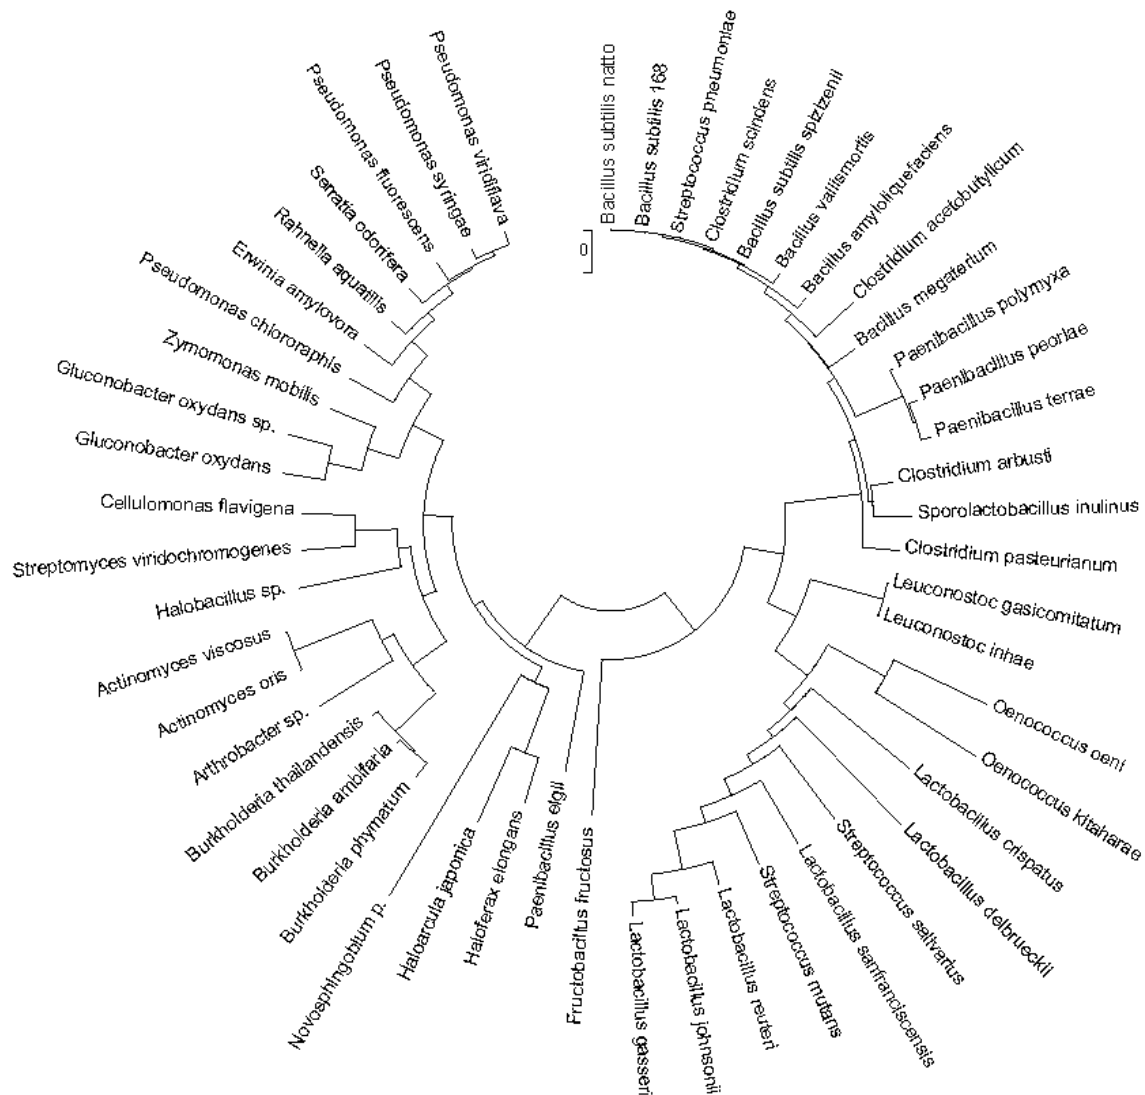 Bacillus subtilis natto
Bacillus subtilis 168
Streptococcus pneumoniae
Clostridium scindens
Bacillus subtilis spizizenii
Bacillus vallismortis
Bacillus amyloliquefaciens
Clostridium acetobutylicum
Bacillus megaterium
Paenibacillus polymyxa
Paenibacillus peoriae
Paenibacillus terrae
Clostridium arbusti
Sporolactobacillus inulinus
Clostridium pasteurianum
Leuconostoc gasicomitatum
Leuconostoc inhae
Oenococcus oeni
Oenococcus kitaharae
Lactobacillus crispatus
Lactobacillus delbrueckii
Streptococcus salivarius
Lactobacillus sanfranciscensis
Streptococcus mutans
Lactobacillus reuteri
Lactobacillus johnsonii
Lactobacillus gasseri
Fructobacillus fructosus
Paenibacillus elgii
Haloferax elongans
Haloarcula japonica
Novosphingobium p.
Burkholderia phymatum
Burkholderia ambifaria
Burkholderia thailandensis
Arthrobacter sp.
Actinomyces oris
Actinomyces viscosus
Halobacillus sp.
Streptomyces viridochromogenes
Cellulomonas flavigena
Gluconobacter oxydans
Gluconobacter oxydans sp.
Zymomonas mobilis
Pseudomonas chlororaphis
Erwinia amylovora
Rahnella aquatilis
Serratia odorifera
Pseudomonas fluorescens
Pseudomonas syringae
Pseudomonas viridiflava
0